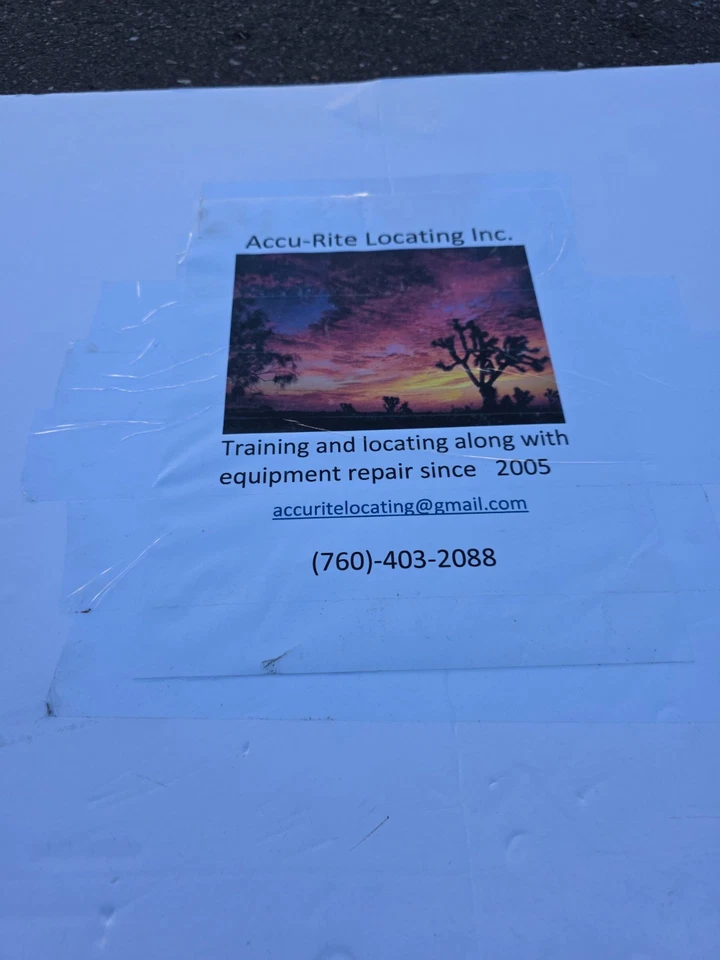 Accu-Rite Locating Inc.
Training and locating along with
equipment repair since 2005
accuritelocating@gmail.com
(760)-403-2088